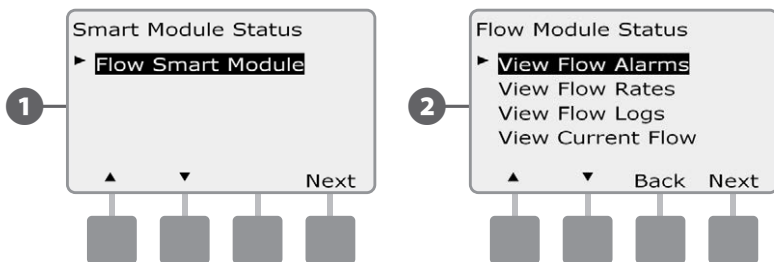 1
Smart Module Status
► Flow Smart Module
▲ ▼ Next
2
Flow Module Status
► View Flow Alarms
View Flow Rates
View Flow Logs
View Current Flow
▲ ▼ Back Next